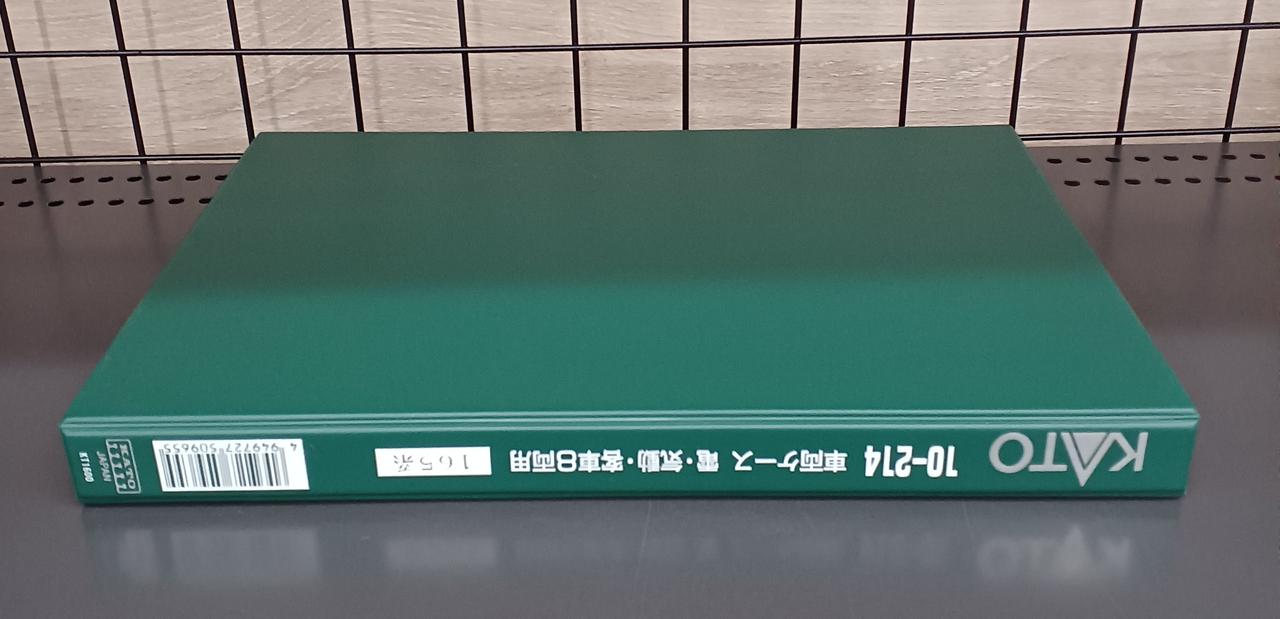 KATO
10-214
車両ケース 電・気動・客車8両用
165系
4 949727 509655
KATO
JAPAN
KT1600